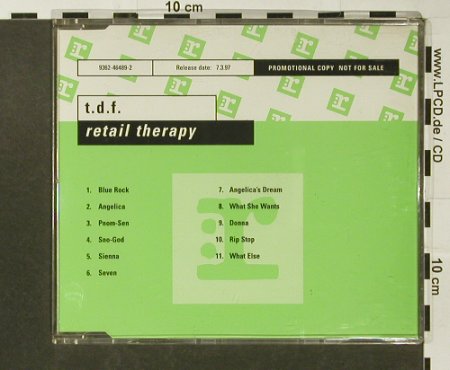 10 cm
9362-46489-2
Release date: 7.3.97
PROMOTIONAL COPY NOT FOR SALE
t.d.f.
retail therapy
1. Blue Rock
2. Angelica
3. Pnom-Sen
4. Sno-God
5. Sienna
6. Seven
7. Angelica's Dream
8. What She Wants
9. Donna
10. Rip Stop
11. What Else
r
www.LPCD.de / CD
10 cm